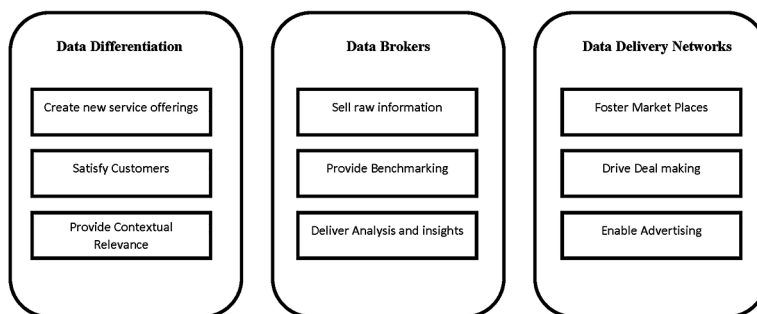 Data Differentiation
Create new service offerings
Satisfy Customers
Provide Contextual
Relevance
Data Brokers
Sell raw information
Provide Benchmarking
Deliver Analysis and insights
Data Delivery Networks
Foster Market Places
Drive Deal making
Enable Advertising